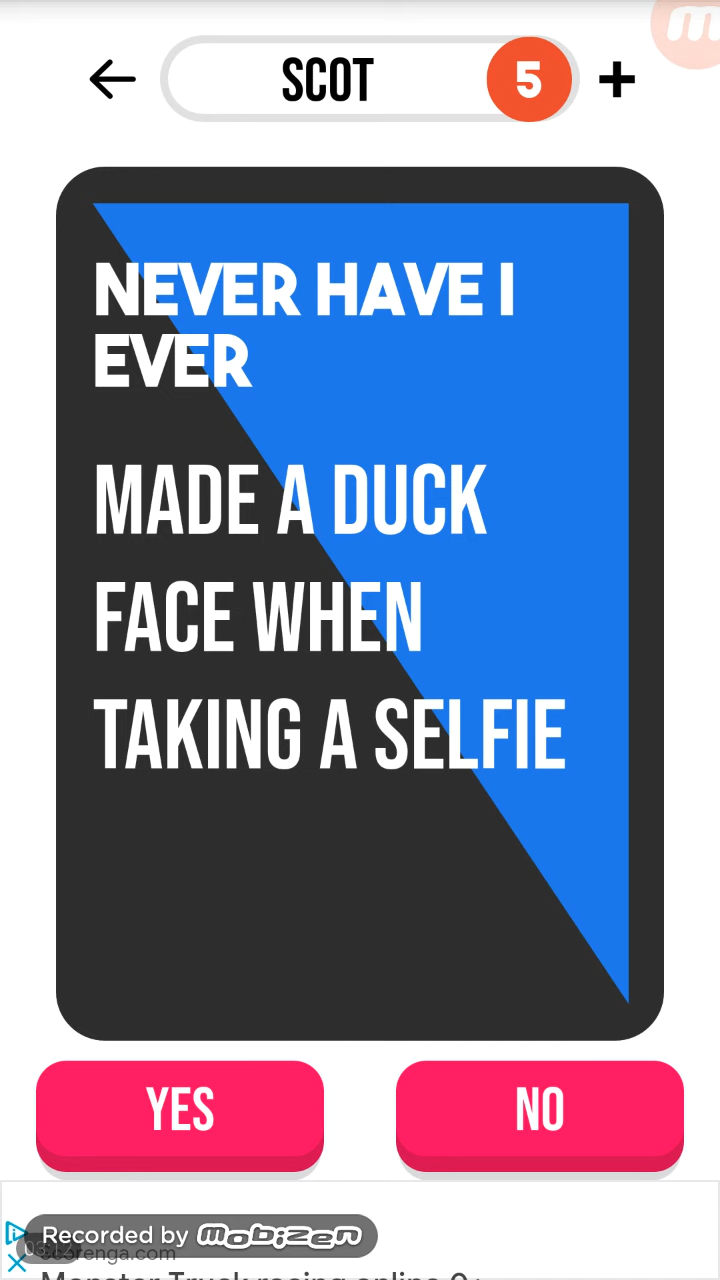 SCOT
5
NEVER HAVE I
EVER
MADE A DUCK
FACE WHEN
TAKING A SELFIE
YES
NO
Recorded by mobizen